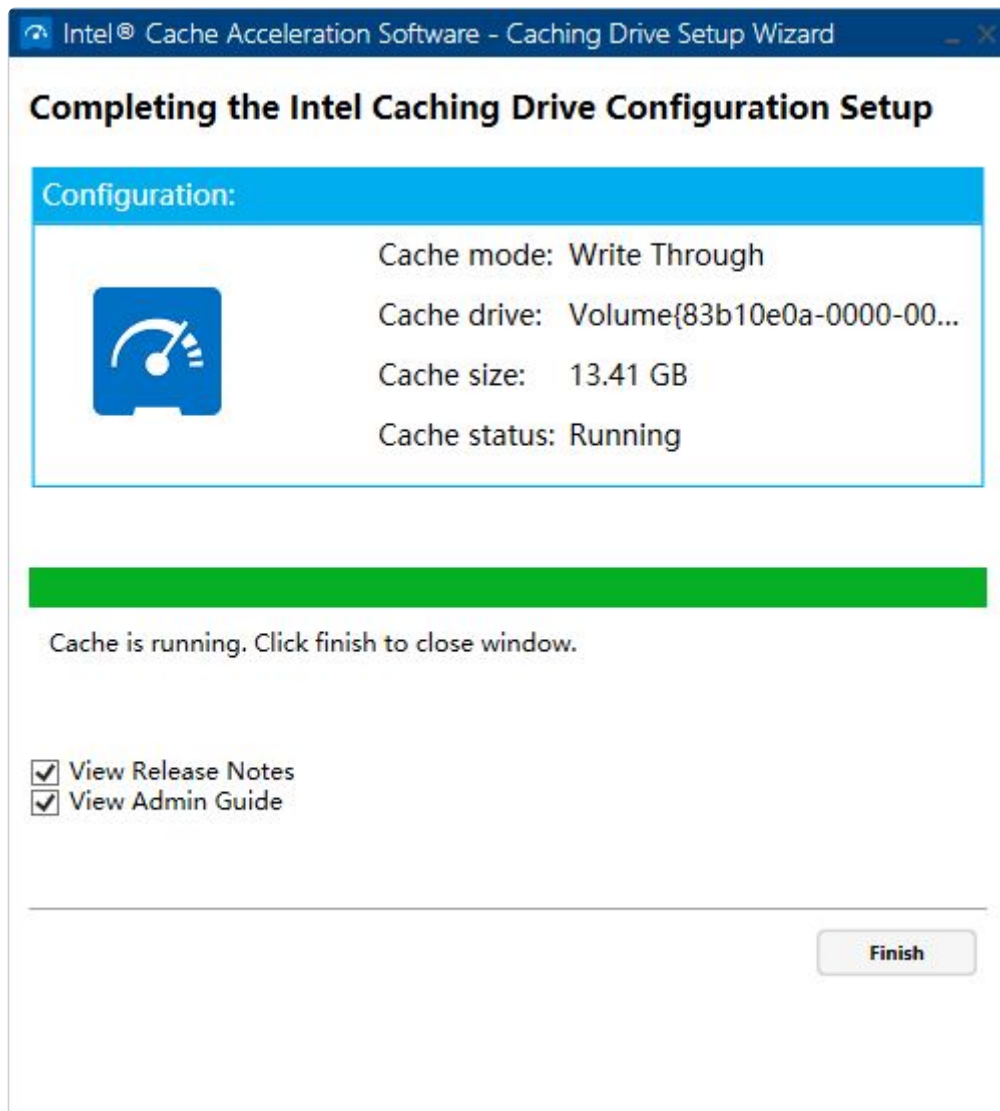 Intel® Cache Acceleration Software - Caching Drive Setup Wizard
Completing the Intel Caching Drive Configuration Setup
Configuration:
Cache mode: Write Through
Cache drive: Volume{83b10e0a-0000-00...
Cache size: 13.41 GB
Cache status: Running
Cache is running. Click finish to close window.
View Release Notes
View Admin Guide
Finish